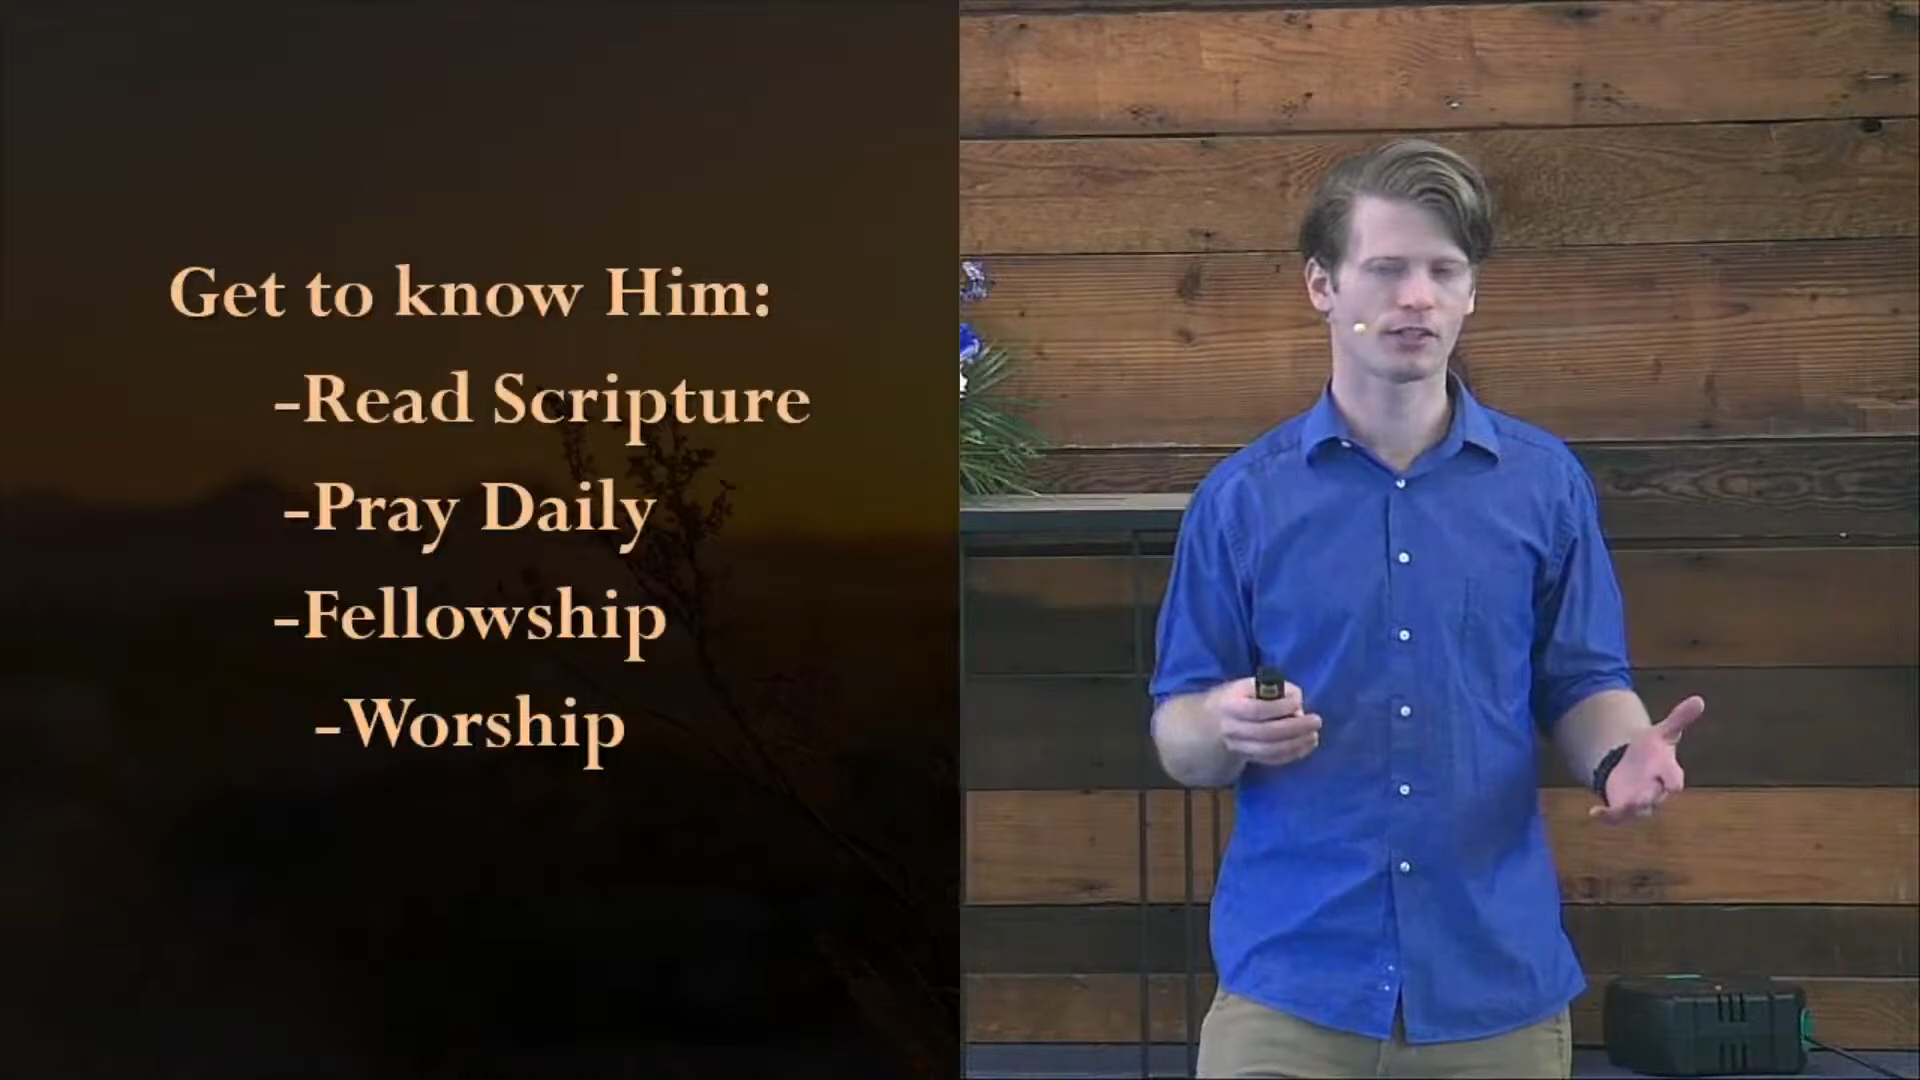 Get to know Him:
-Read Scripture
-Pray Daily
-Fellowship
-Worship